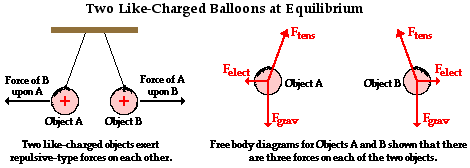 Two Like-Charged Balloons at Equilibrium
Force of B
upon A
+
+
Force of A
upon B
Object A
Object B
Two like-charged objects exert
repulsive-type forces on each other.
Ftens
Felect
Object A
Fgrav
Ftens
Felect
Object B
Fgrav
Free body diagrams for Objects A and B shown that there
are three forces on each of the two objects.